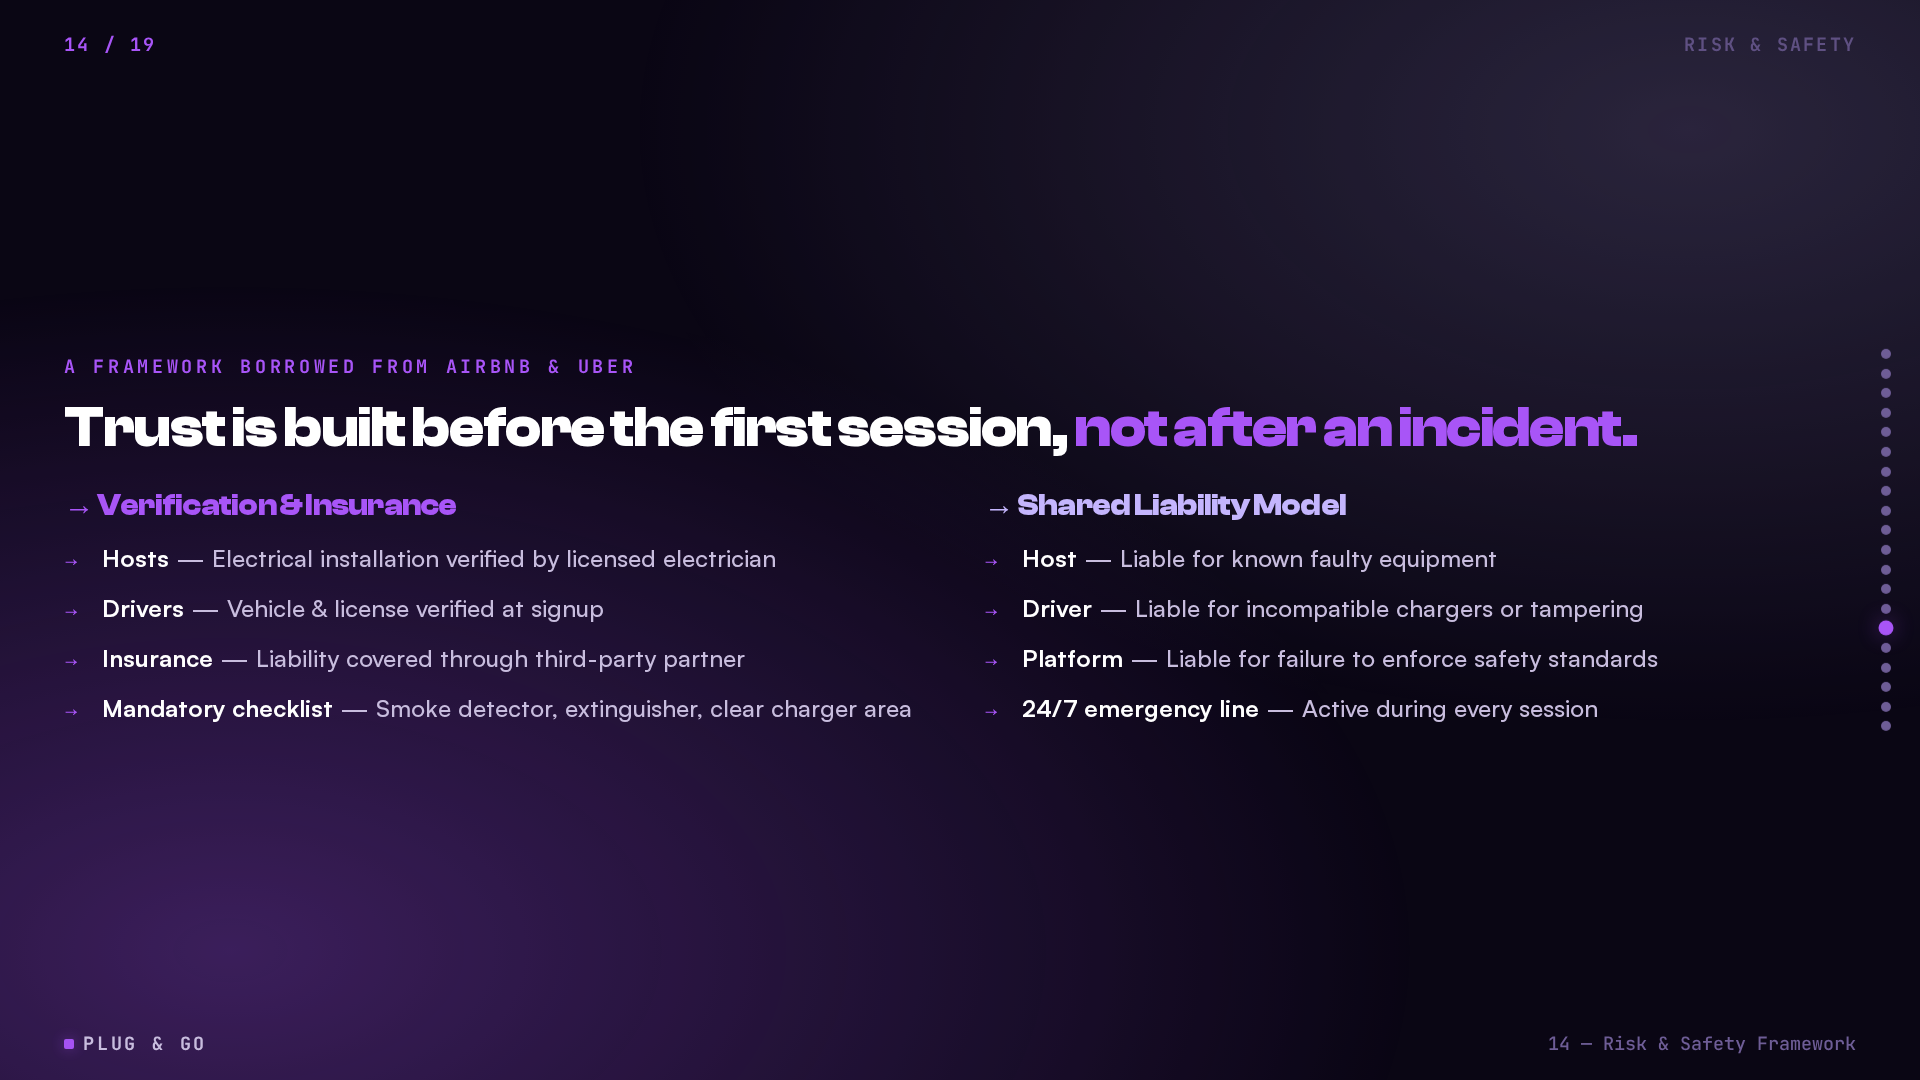 14 / 19
RISK & SAFETY
A FRAMEWORK BORROWED FROM AIRBNB & UBER
Trust is built before the first session, not after an incident.
→ Verification & Insurance
→ Hosts — Electrical installation verified by licensed electrician
→ Drivers — Vehicle & license verified at signup
→ Insurance — Liability covered through third-party partner
→ Mandatory checklist — Smoke detector, extinguisher, clear charger area
→ Shared Liability Model
→ Host — Liable for known faulty equipment
→ Driver — Liable for incompatible chargers or tampering
→ Platform — Liable for failure to enforce safety standards
→ 24/7 emergency line — Active during every session
PLUG & GO
14 — Risk & Safety Framework